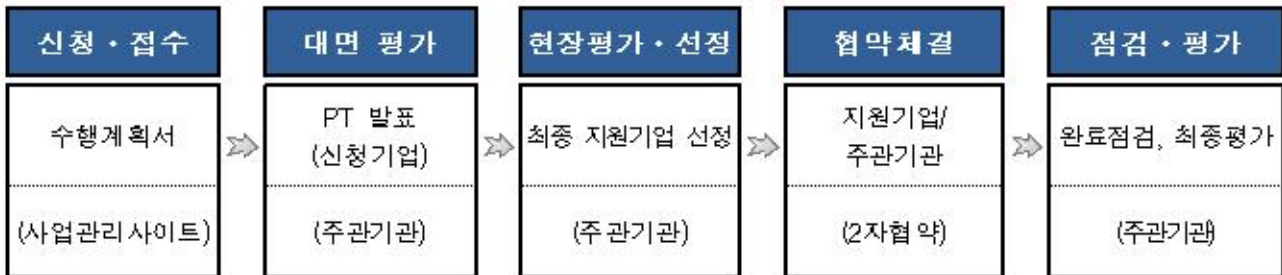 신청·접수
대면 평가
현장평가·선정
협약체결
점검·평가
수행계획서
PT 발표
(신청기업)
최종 지원기업 선정
지원기업/
주관기관
완료점검, 최종평가
(사업관리사이트)
(주관기관)
(주관기관)
(2자협약)
(주관기관)